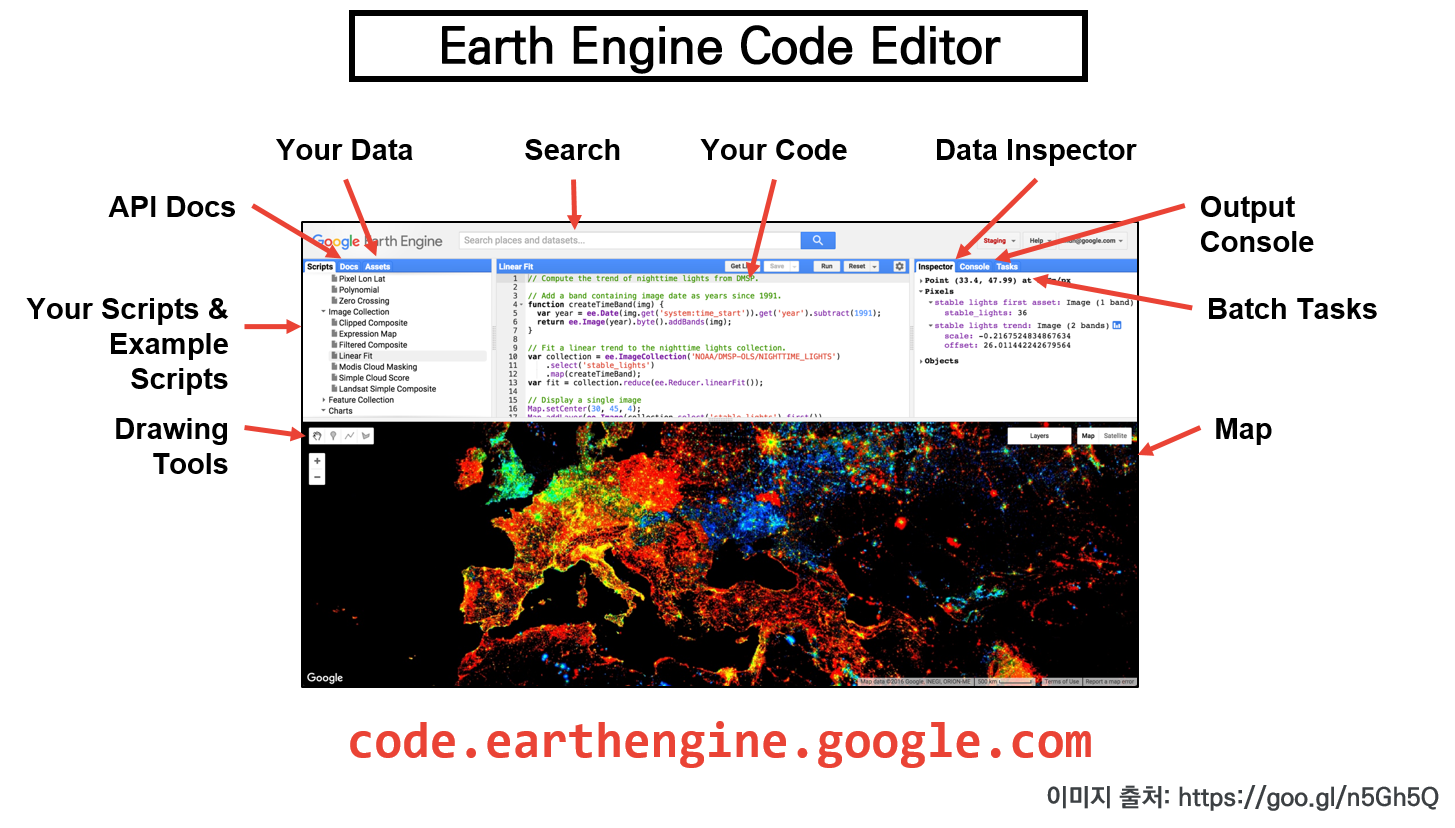 Earth Engine Code Editor
Your Data
Search
Your Code
Data Inspector
API Docs
Output
Console
Your Scripts &
Example
Scripts
Batch Tasks
Drawing
Tools
Map
Google Earth Engine
Search places and datasets...
Staging
Help
@google.com
Scripts Docs Assets
Pixel Lon Lat
Polynomial
Zero Crossing
Image Collection
Clipped Composite
Expression Map
Filtered Composite
Linear Fit
Modis Cloud Masking
Simple Cloud Score
Landsat Simple Composite
Feature Collection
Charts
Linear Fit
Get Save Run Reset
1 // Compute the trend of nighttime lights from DMSP.
2
3 // Add a band containing image date as years since 1991.
4 function createTimeBand(img) {
5 var year = ee.Date(img.get('system:time_start')).get('year').subtract(1991);
6 return ee.Image(year).byte().addBands(img);
7 }
8
9 // Fit a linear trend to the nighttime lights collection.
10 var collection = ee.ImageCollection('NOAA/DMSP-OLS/NIGHTTIME_LIGHTS')
11 .select('stable_lights')
12 .map(createTimeBand);
13 var fit = collection.reduce(ee.Reducer.linearFit());
14
15 // Display a single image
16 Map.setCenter(30, 45, 4);
17 Map.addLayer(ee.Image(collection.select('stable_lights').first())
Inspector Console Tasks
Point (33.4, 47.99) at
Pixels
stable lights first asset: Image (1 band)
stable_lights: 36
stable lights trend: Image (2 bands)
scale: -0.2167524834867634
offset: 26.011442242679564
Objects
Layers
Map Satellite
+
−
Google
Map data ©2016 Google, INEGI, ORION-ME
500 km
Terms of Use
Report a map error
code.earthengine.google.com
이미지 출처: https://goo.gl/n5Gh5Q